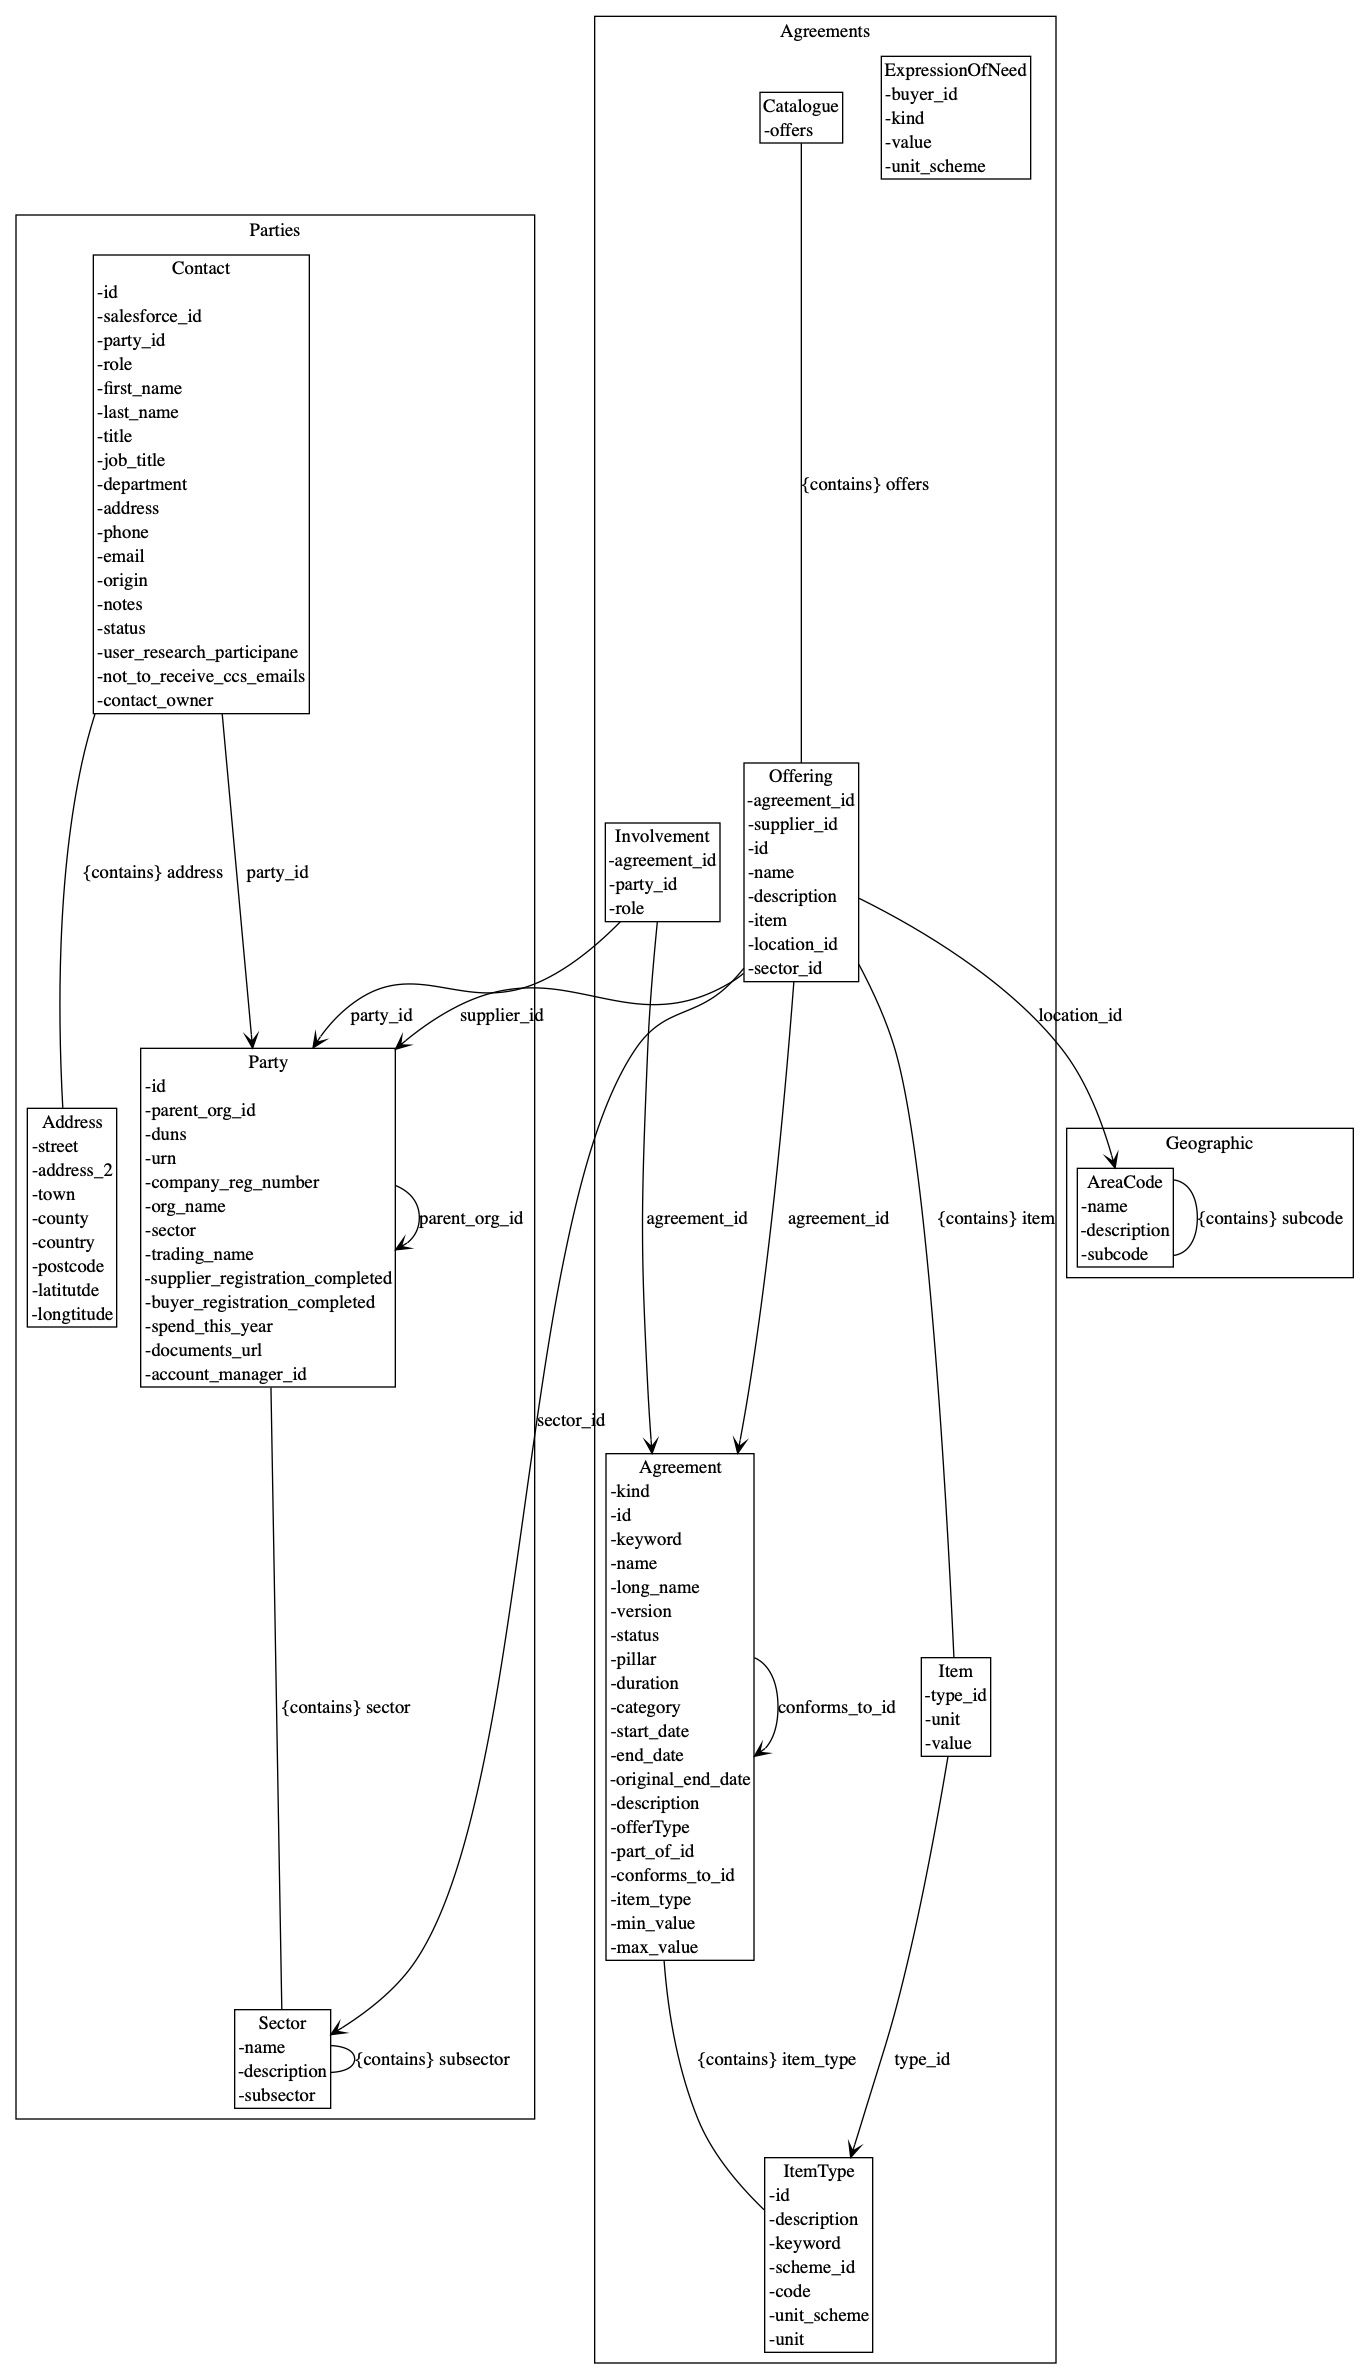 Agreements
ExpressionOfNeed
-buyer_id
-kind
-value
-unit_scheme
Catalogue
-offers
{contains} offers
Parties
Contact
-id
-salesforce_id
-party_id
-role
-first_name
-last_name
-title
-job_title
-department
-address
-phone
-email
-origin
-notes
-status
-user_research_participane
-not_to_receive_ccs_emails
-contact_owner
{contains} address
party_id
Offering
-agreement_id
-supplier_id
-id
-name
-description
-item
-location_id
-sector_id
Involvement
-agreement_id
-party_id
-role
party_id
supplier_id
location_id
Party
-id
-parent_org_id
-duns
-urn
-company_reg_number
-org_name
-sector
-trading_name
-supplier_registration_completed
-buyer_registration_completed
-spend_this_year
-documents_url
-account_manager_id
parent_org_id
Address
-street
-address_2
-town
-county
-country
-postcode
-latitutde
-longtitude
agreement_id
agreement_id
{contains} item
Geographic
AreaCode
-name
-description
-subcode
{contains} subcode
sector_id
Agreement
-kind
-id
-keyword
-name
-long_name
-version
-status
-pillar
-duration
-category
-start_date
-end_date
-original_end_date
-description
-offerType
-part_of_id
-conforms_to_id
-item_type
-min_value
-max_value
conforms_to_id
Item
-type_id
-unit
-value
{contains} sector
Sector
-name
-description
-subsector
{contains} subsector
{contains} item_type
type_id
ItemType
-id
-description
-keyword
-scheme_id
-code
-unit_scheme
-unit